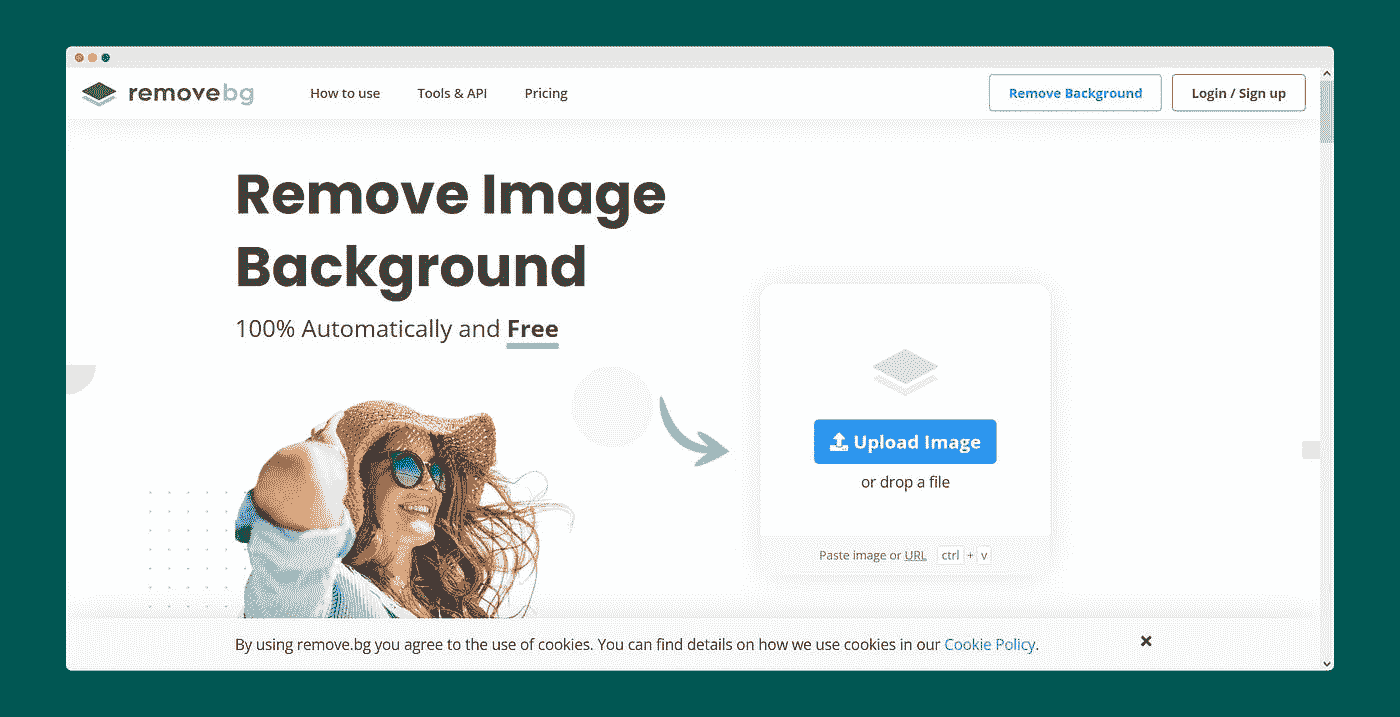 removebg
How to use
Tools & API
Pricing
Remove Background
Login / Sign up
Remove Image
Background
100% Automatically and Free
Upload Image
or drop a file
Paste image or URL ctrl + v
By using remove.bg you agree to the use of cookies. You can find details on how we use cookies in our Cookie Policy.